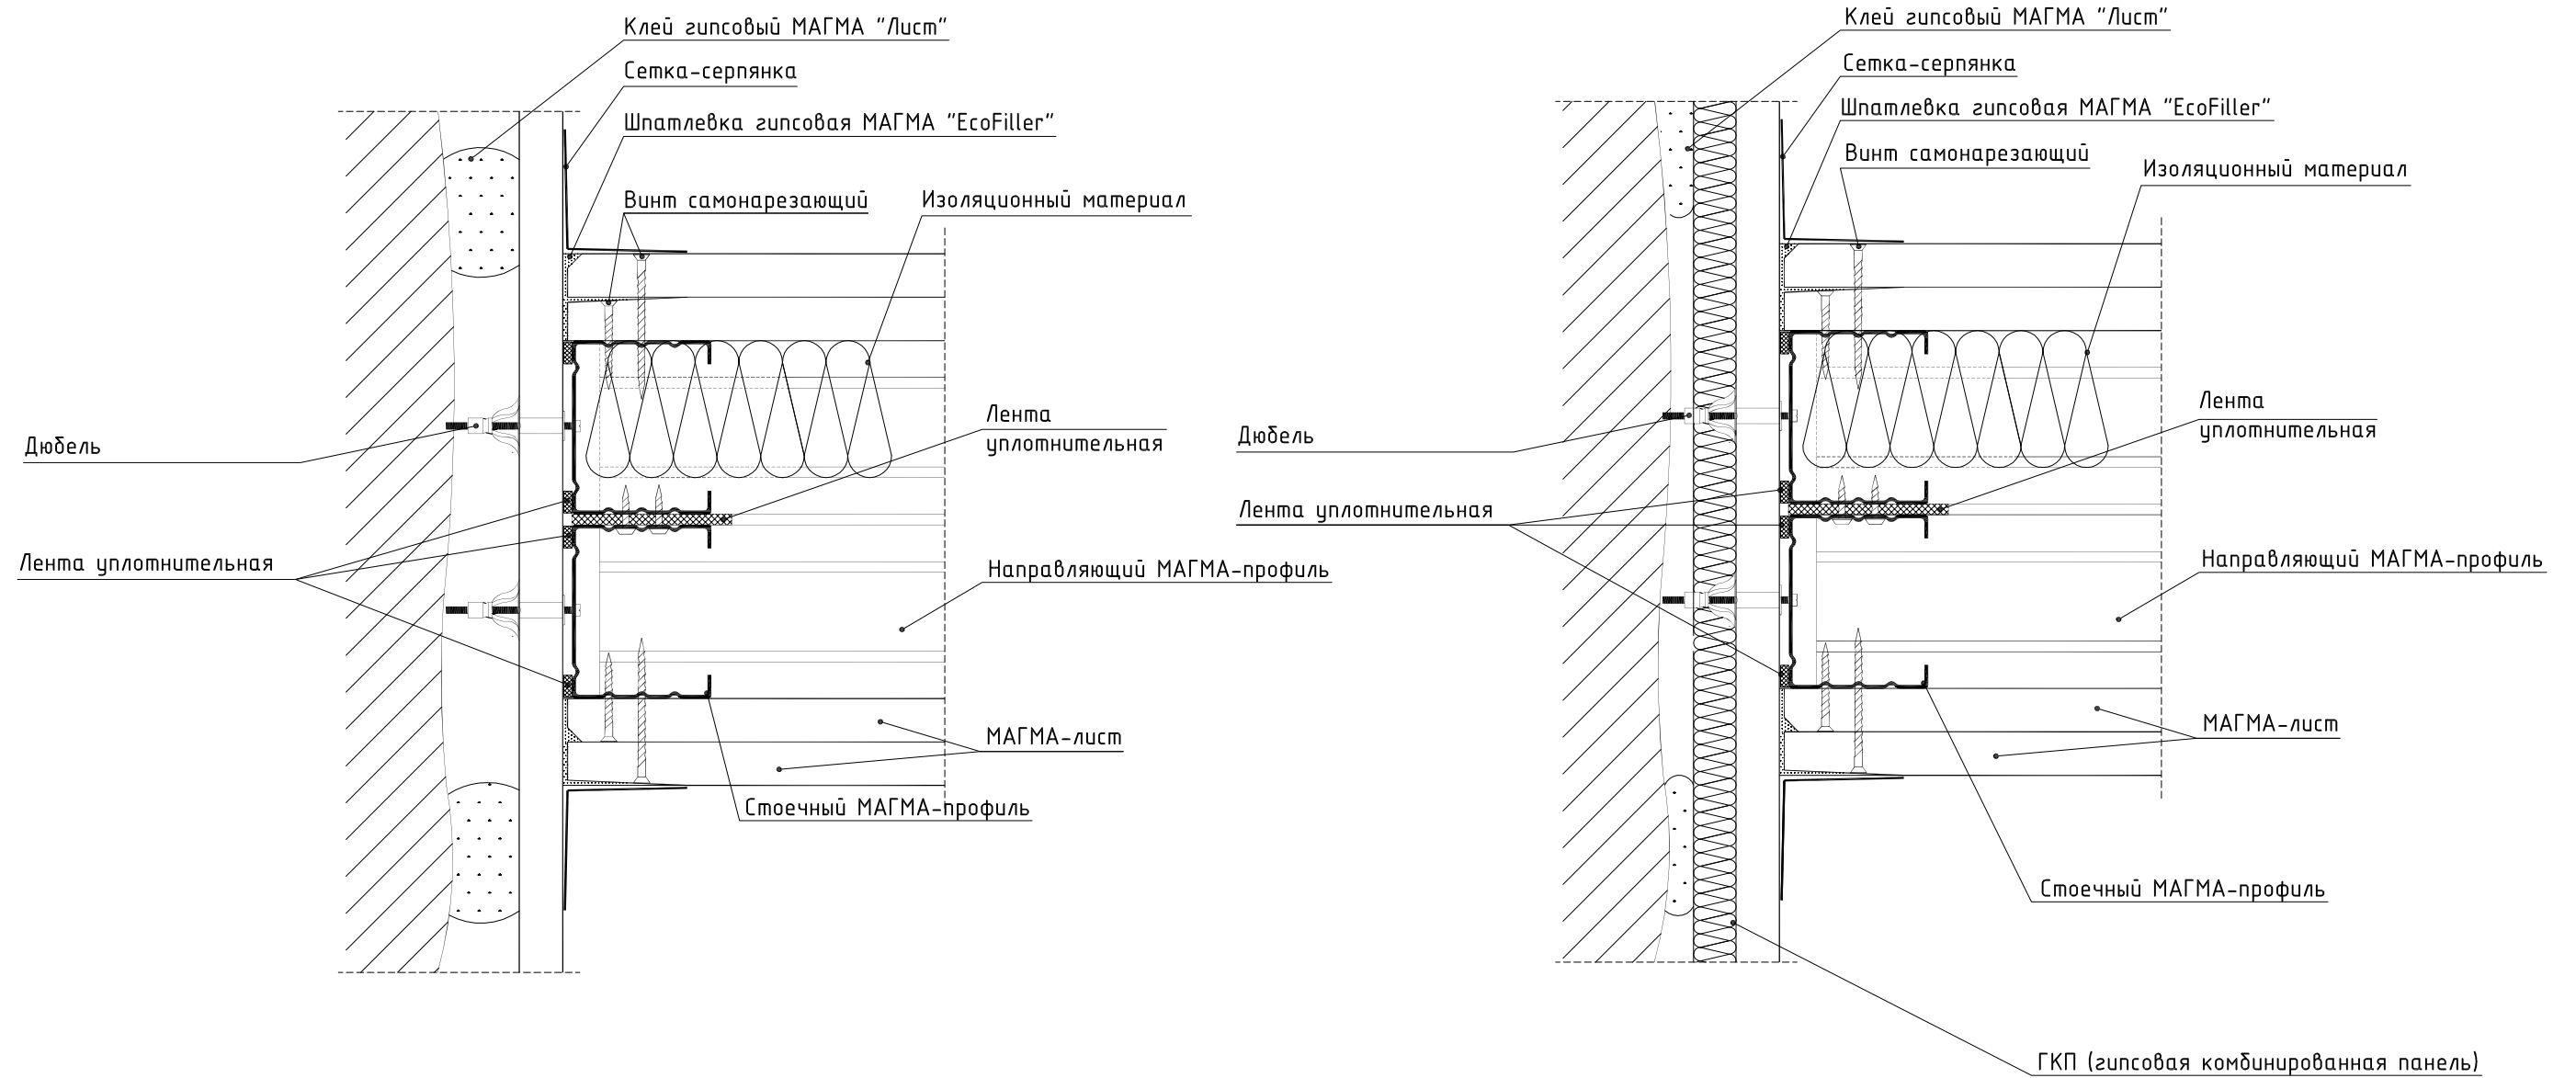 Клей гипсовый МАГМА "Лист"
Сетка-серпянка
Шпатлевка гипсовая МАГМА "EcoFiller"
Винт самонарезающий
Изоляционный материал
Лента
уплотнительная
Дюбель
Лента уплотнительная
Направляющий МАГМА-профиль
МАГМА-лист
Стоечный МАГМА-профиль
Клей гипсовый МАГМА "Лист"
Сетка-серпянка
Шпатлевка гипсовая МАГМА "EcoFiller"
Винт самонарезающий
Изоляционный материал
Лента
уплотнительная
Дюбель
Лента уплотнительная
Направляющий МАГМА-профиль
МАГМА-лист
Стоечный МАГМА-профиль
ГКП (гипсовая комбинированная панель)